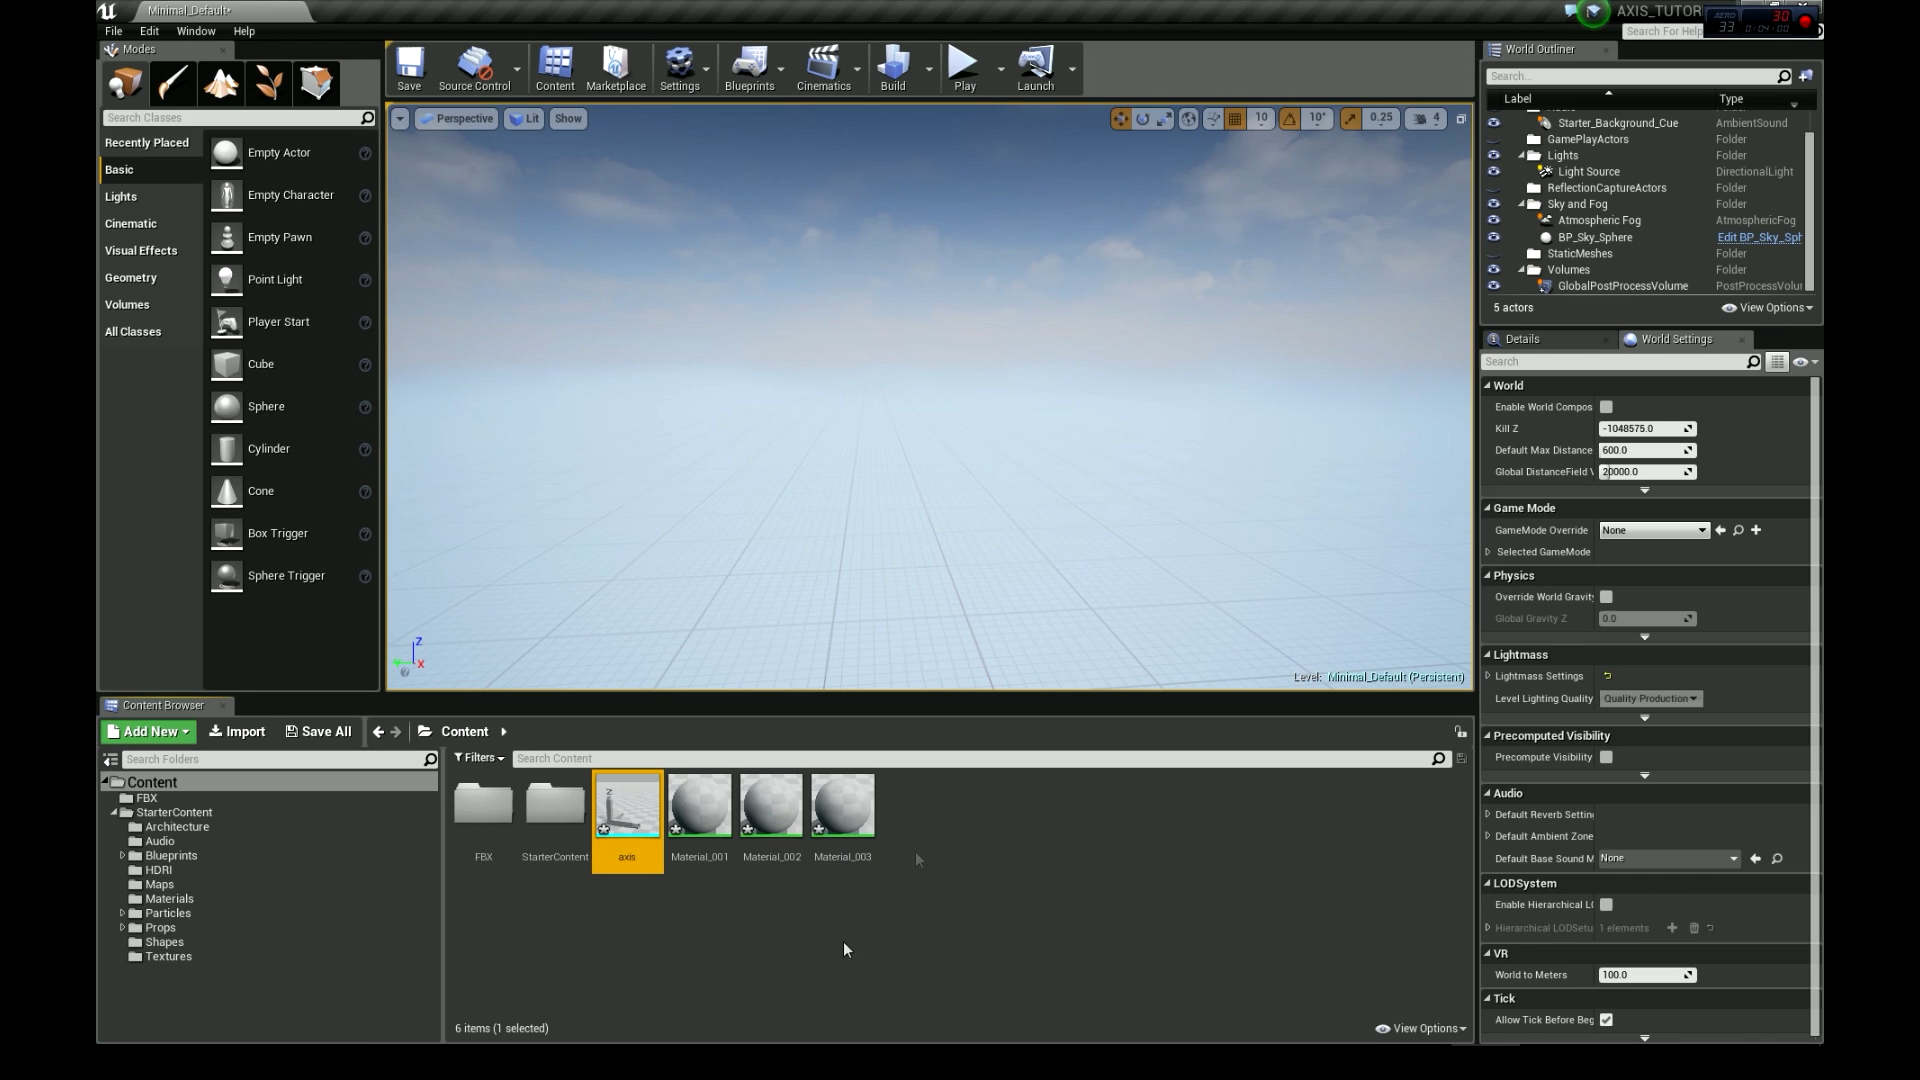 Minimal_Default*
AXIS_TUTOR
AERO
33
30
0:04:00
File Edit Window Help
Search For Help
Modes
Search Classes
Recently Placed
Basic
Lights
Cinematic
Visual Effects
Geometry
Volumes
All Classes
Empty Actor
Empty Character
Empty Pawn
Point Light
Player Start
Cube
Sphere
Cylinder
Cone
Box Trigger
Sphere Trigger
Save Source Control Content Marketplace Settings Blueprints Cinematics Build Play Launch
Perspective Lit Show
10 10° 0.25 4
Z
X
Level: Minimal_Default (Persistent)
World Outliner
Search...
Label Type
Folder
Starter_Background_Cue AmbientSound
GamePlayActors Folder
Lights Folder
Light Source DirectionalLight
ReflectionCaptureActors Folder
Sky and Fog Folder
Atmospheric Fog AtmosphericFog
BP_Sky_Sphere Edit BP_Sky_Sph
StaticMeshes Folder
Volumes Folder
GlobalPostProcessVolume PostProcessVolu
5 actors View Options
Details World Settings
Search
World
Enable World Compos
Kill Z -1048575.0
Default Max Distance 600.0
Global DistanceField V 20000.0
Game Mode
GameMode Override None
Selected GameMode
Physics
Override World Gravity
Global Gravity Z 0.0
Lightmass
Lightmass Settings
Level Lighting Quality Quality Production
Precomputed Visibility
Precompute Visibility
Audio
Default Reverb Settin
Default Ambient Zone
Default Base Sound M None
LODSystem
Enable Hierarchical L
Hierarchical LODSetu 1 elements
VR
World to Meters 100.0
Tick
Allow Tick Before Beg
Content Browser
Add New Import Save All Content
Search Folders
Filters Search Content
Content
FBX
StarterContent
Architecture
Audio
Blueprints
HDRI
Maps
Materials
Particles
Props
Shapes
Textures
Z
FBX StarterContent axis Material_001 Material_002 Material_003
6 items (1 selected) View Options